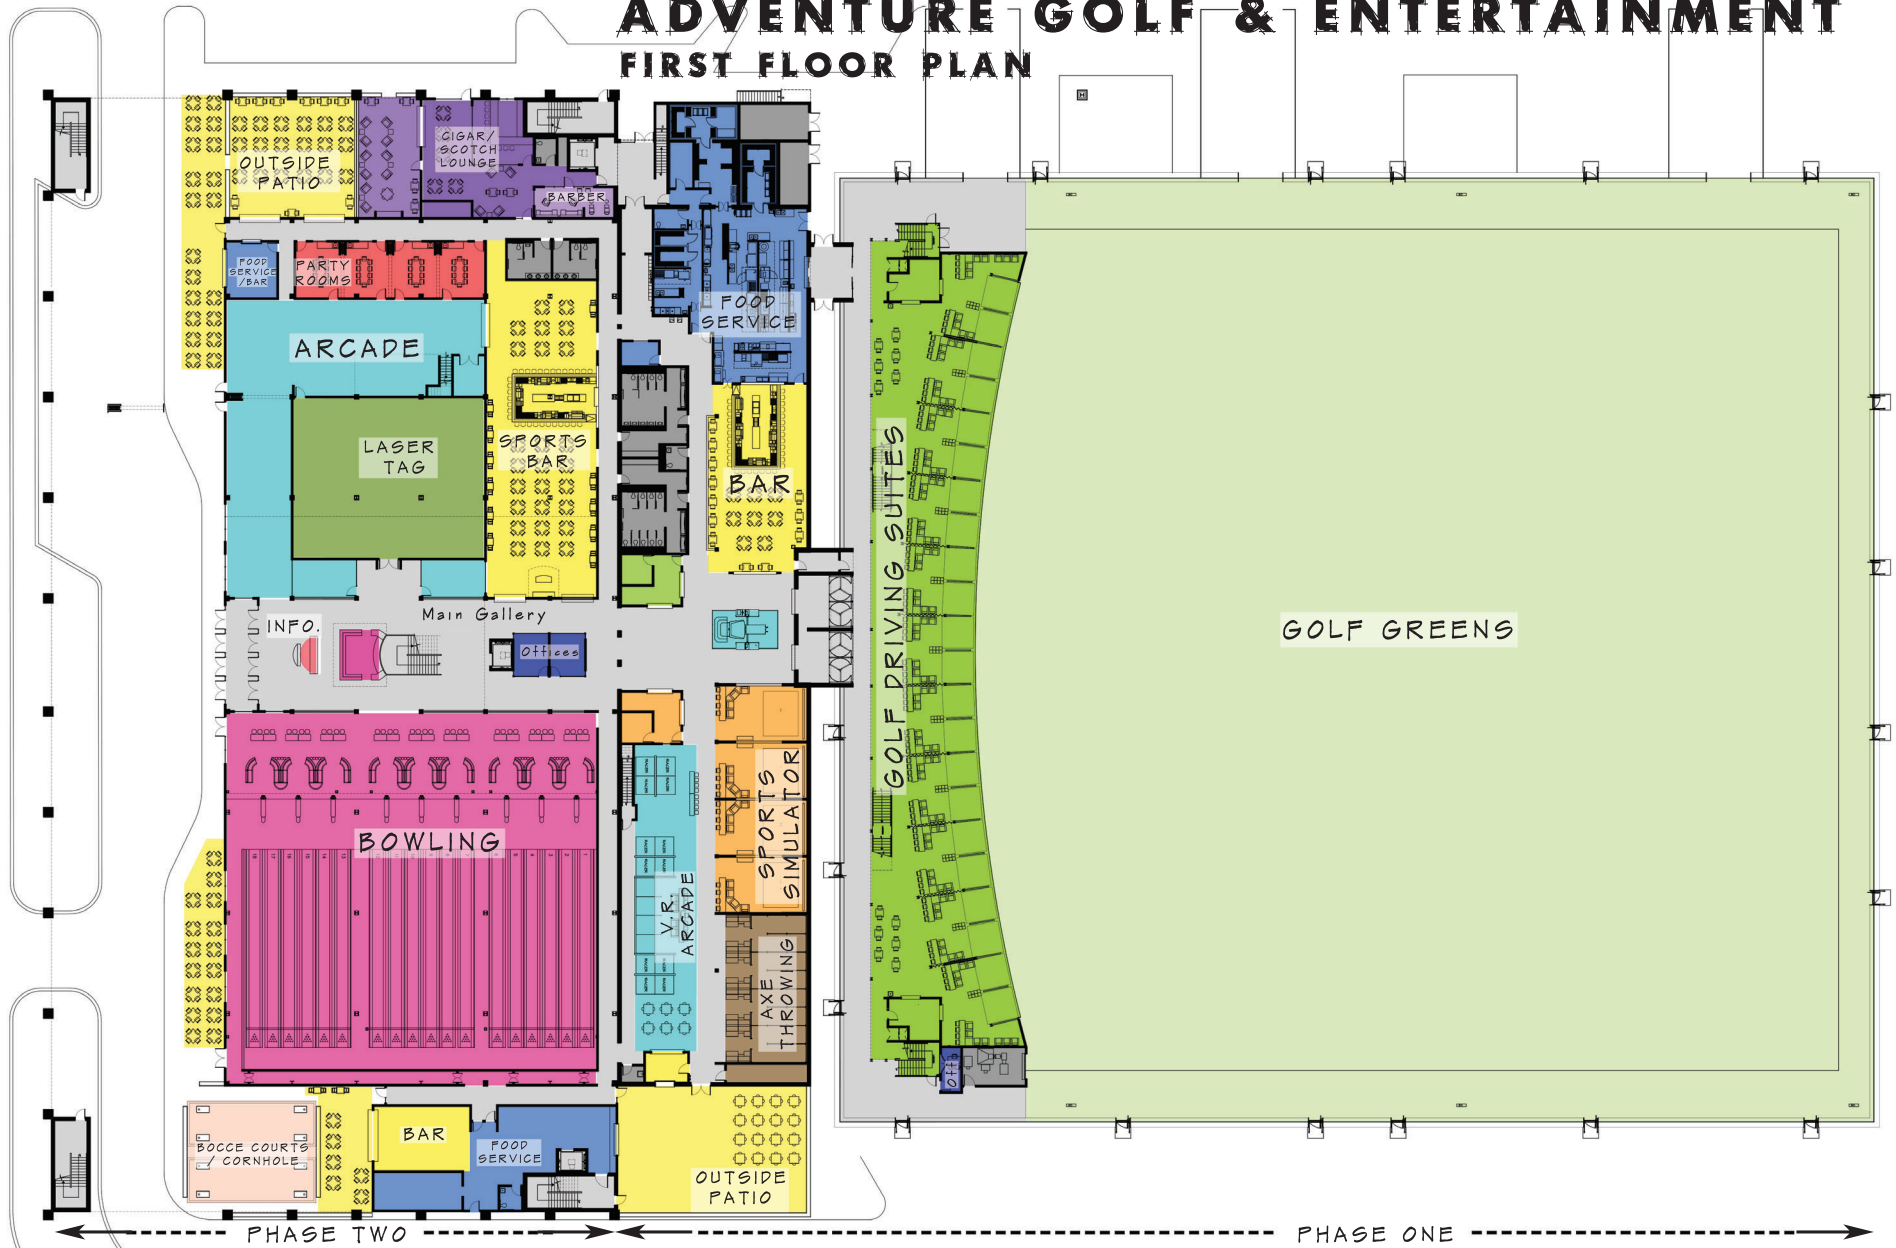 ADVENTURE GOLF & ENTERTAINMENT
FIRST FLOOR PLAN
OUTSIDE
PATIO
CIGAR/
SCOTCH
LOUNGE
BARBER
FOOD
SERVICE
/BAR
PARTY
ROOMS
FOOD
SERVICE
ARCADE
LASER
TAG
SPORTS
BAR
BAR
GOLF DRIVING SUITES
GOLF GREENS
Main Gallery
INFO.
Offices
BOWLING
SPORTS
SIMULATOR
V.R.
ARCADE
AXE
THROWING
Off
BOCCE COURTS
/ CORNHOLE
BAR
FOOD
SERVICE
OUTSIDE
PATIO
PHASE TWO
PHASE ONE